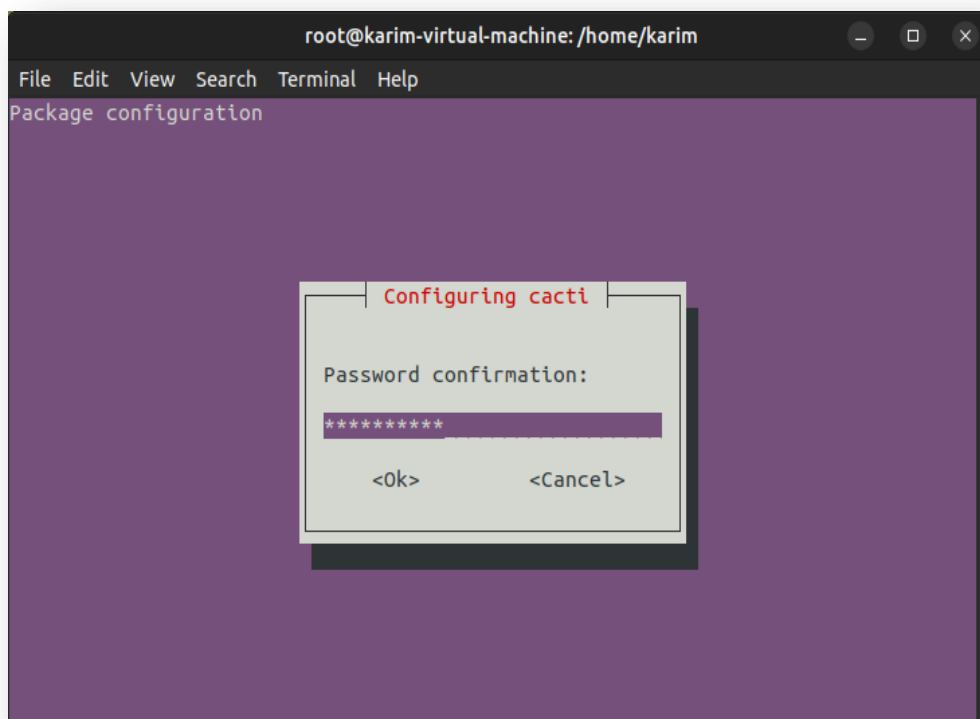 root@karim-virtual-machine: /home/karim
File Edit View Search Terminal Help
Package configuration
Configuring cacti
Password confirmation:
**********
<Ok> <Cancel>